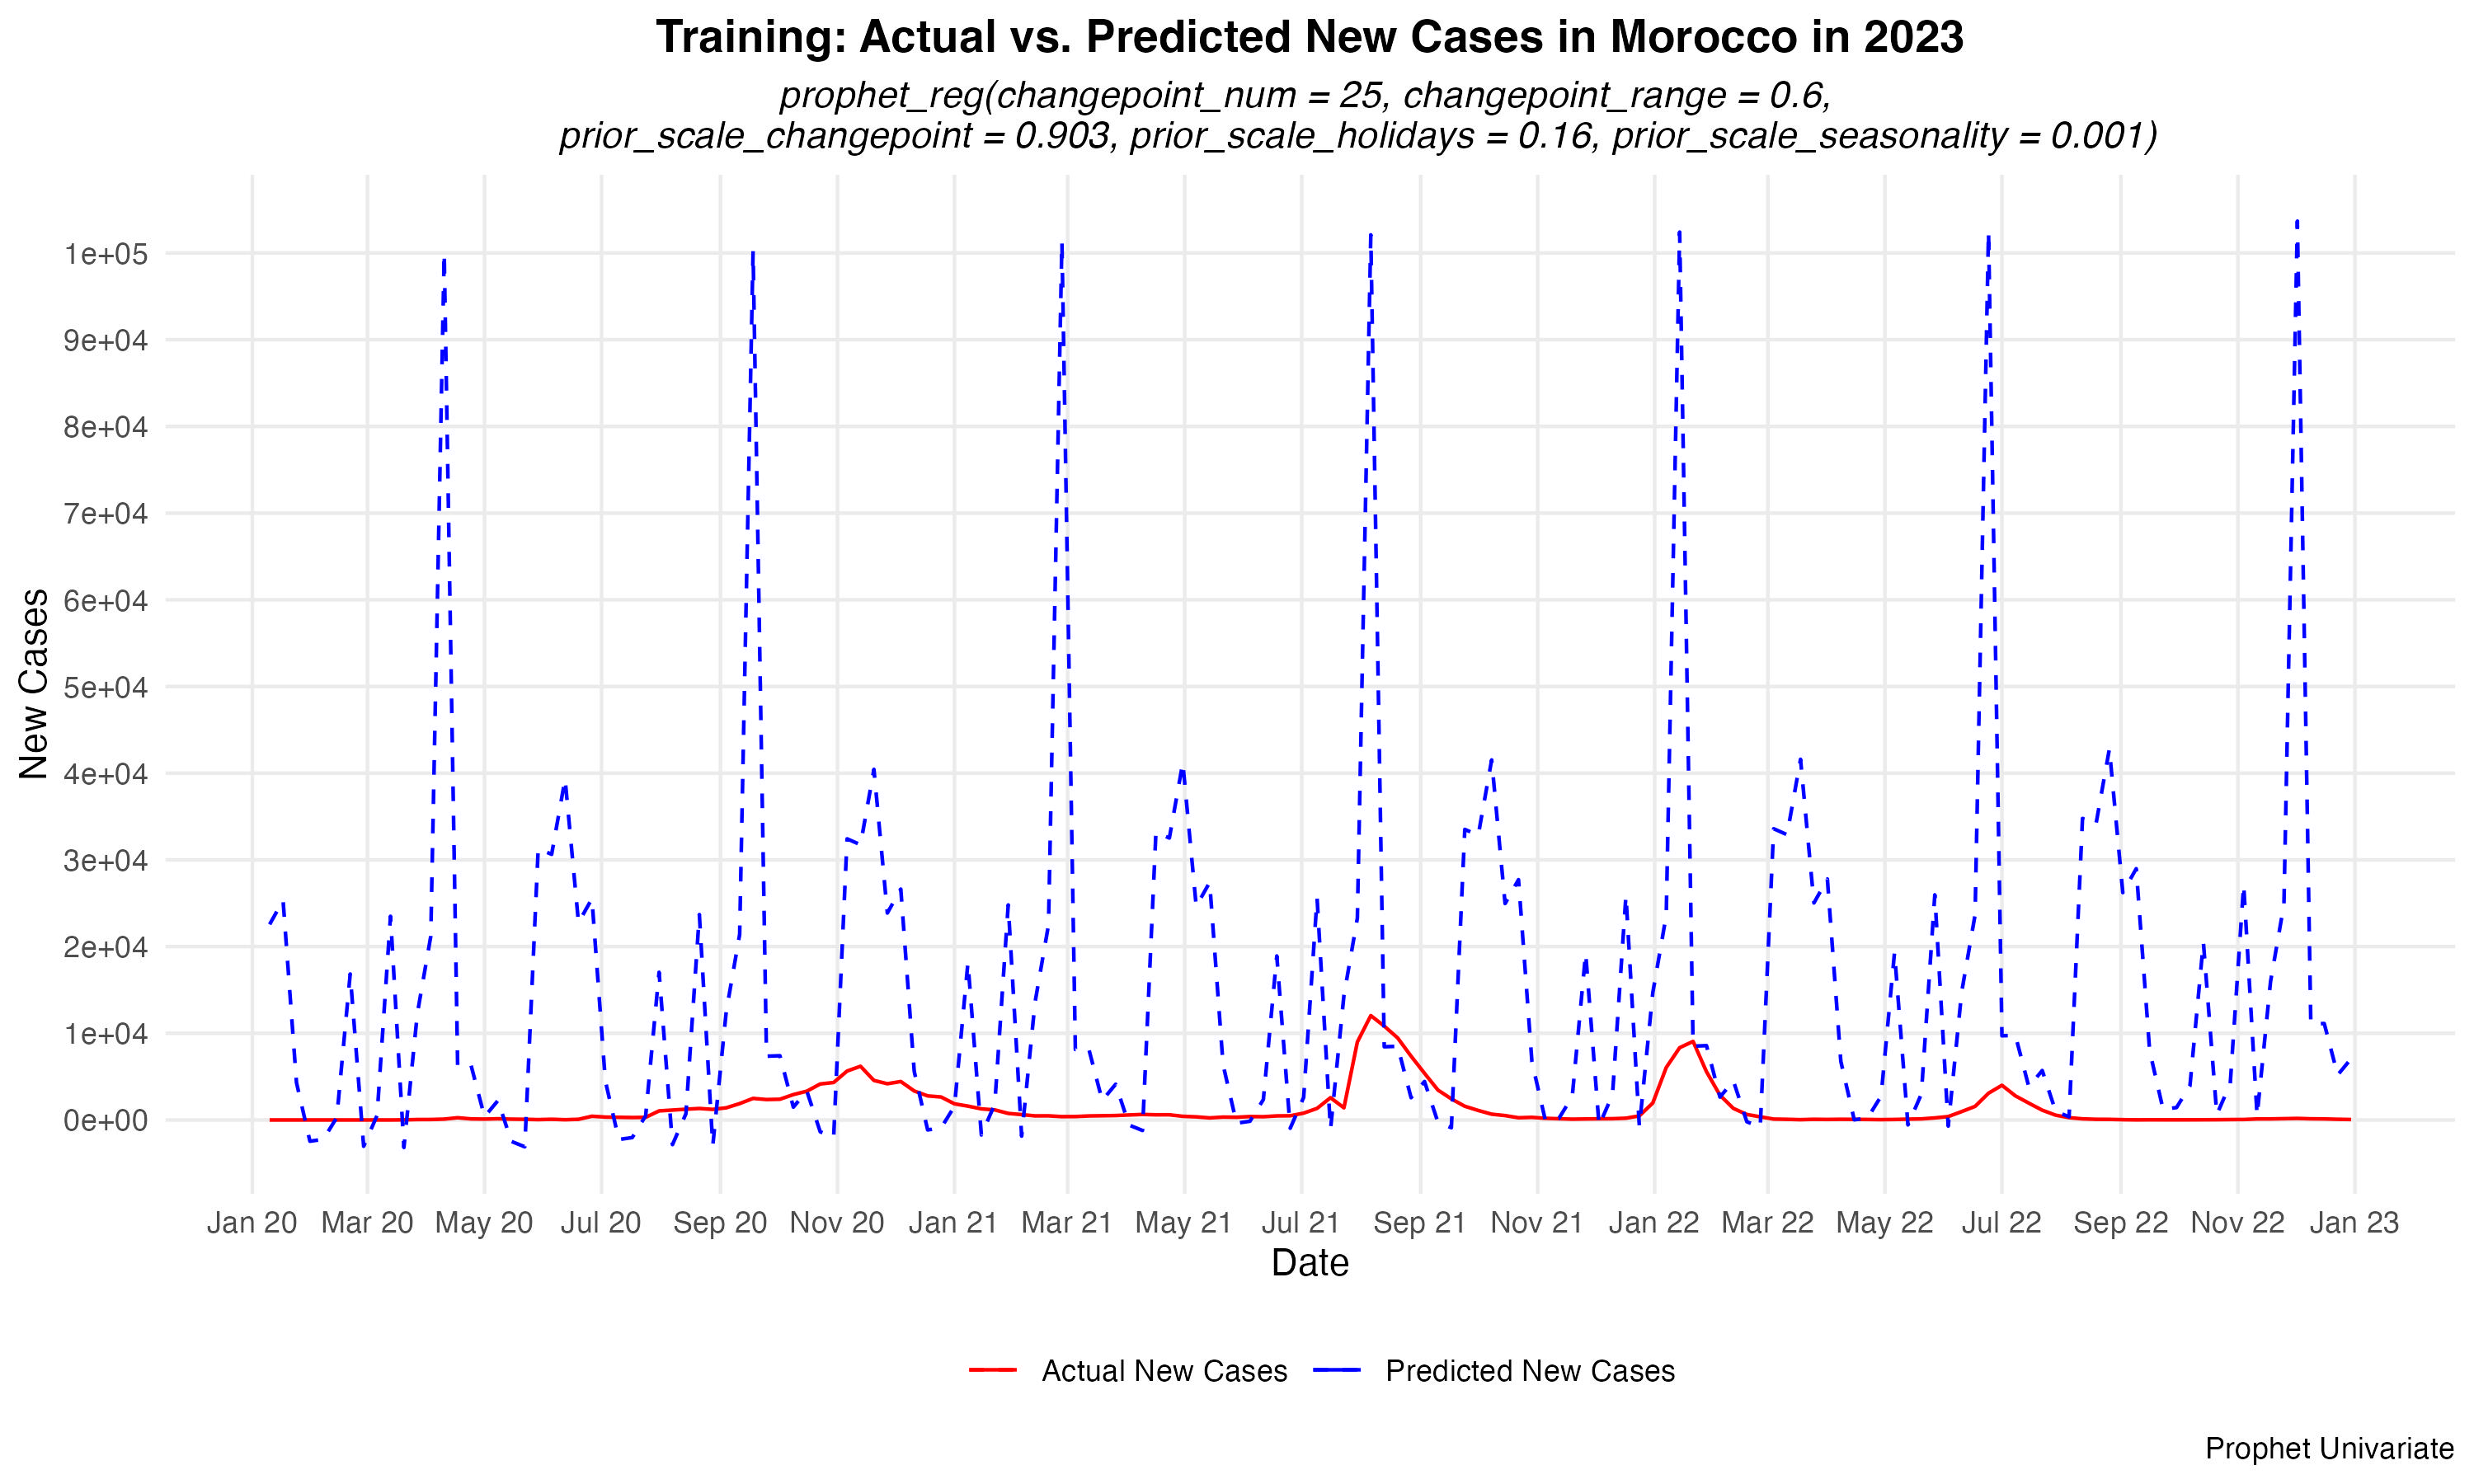 Training: Actual vs. Predicted New Cases in Morocco in 2023
prophet_reg(changepoint_num = 25, changepoint_range = 0.6,
prior_scale_changepoint = 0.903, prior_scale_holidays = 0.16, prior_scale_seasonality = 0.001)
New Cases
1e+05
9e+04
8e+04
7e+04
6e+04
5e+04
4e+04
3e+04
2e+04
1e+04
0e+00
Jan 20 Mar 20 May 20 Jul 20 Sep 20 Nov 20 Jan 21 Mar 21 May 21 Jul 21 Sep 21 Nov 21 Jan 22 Mar 22 May 22 Jul 22 Sep 22 Nov 22 Jan 23
Date
Actual New Cases Predicted New Cases
Prophet Univariate